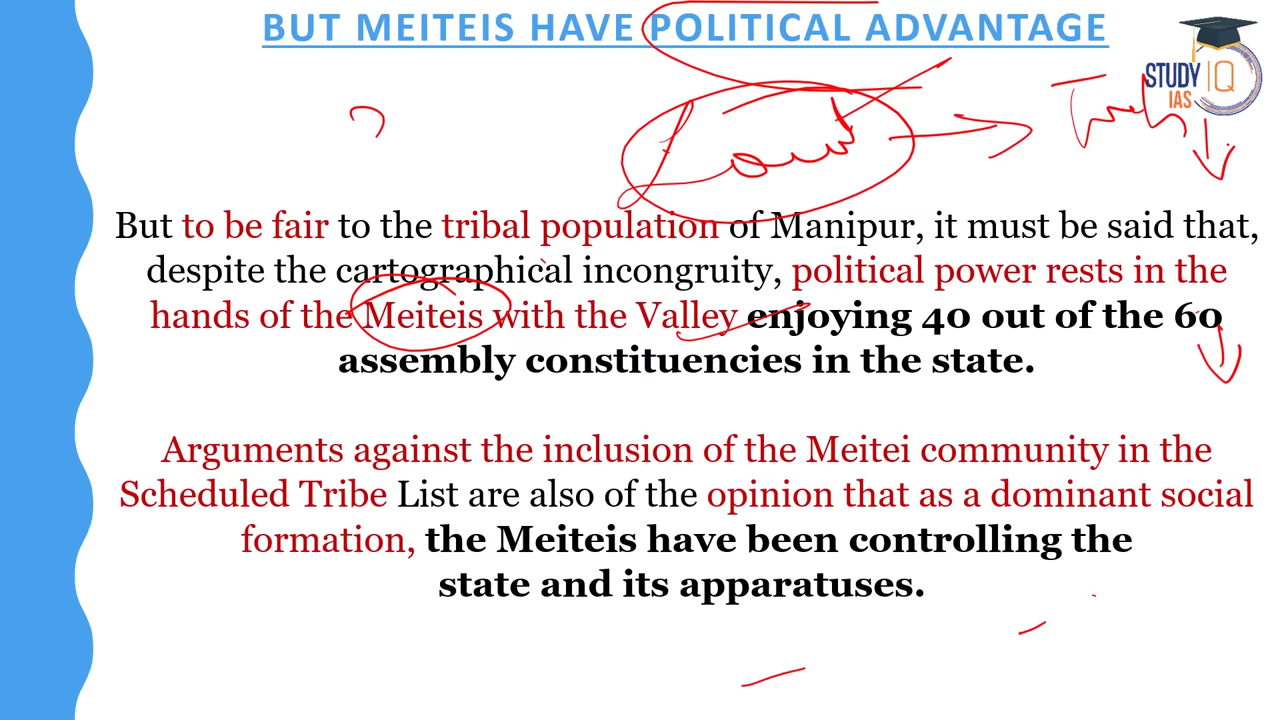 BUT MEITEIS HAVE POLITICAL ADVANTAGE
STUDY IQ
IAS
But to be fair to the tribal population of Manipur, it must be said that,
despite the cartographical incongruity, political power rests in the
hands of the Meiteis with the Valley enjoying 40 out of the 60
assembly constituencies in the state.
Arguments against the inclusion of the Meitei community in the
Scheduled Tribe List are also of the opinion that as a dominant social
formation, the Meiteis have been controlling the
state and its apparatuses.